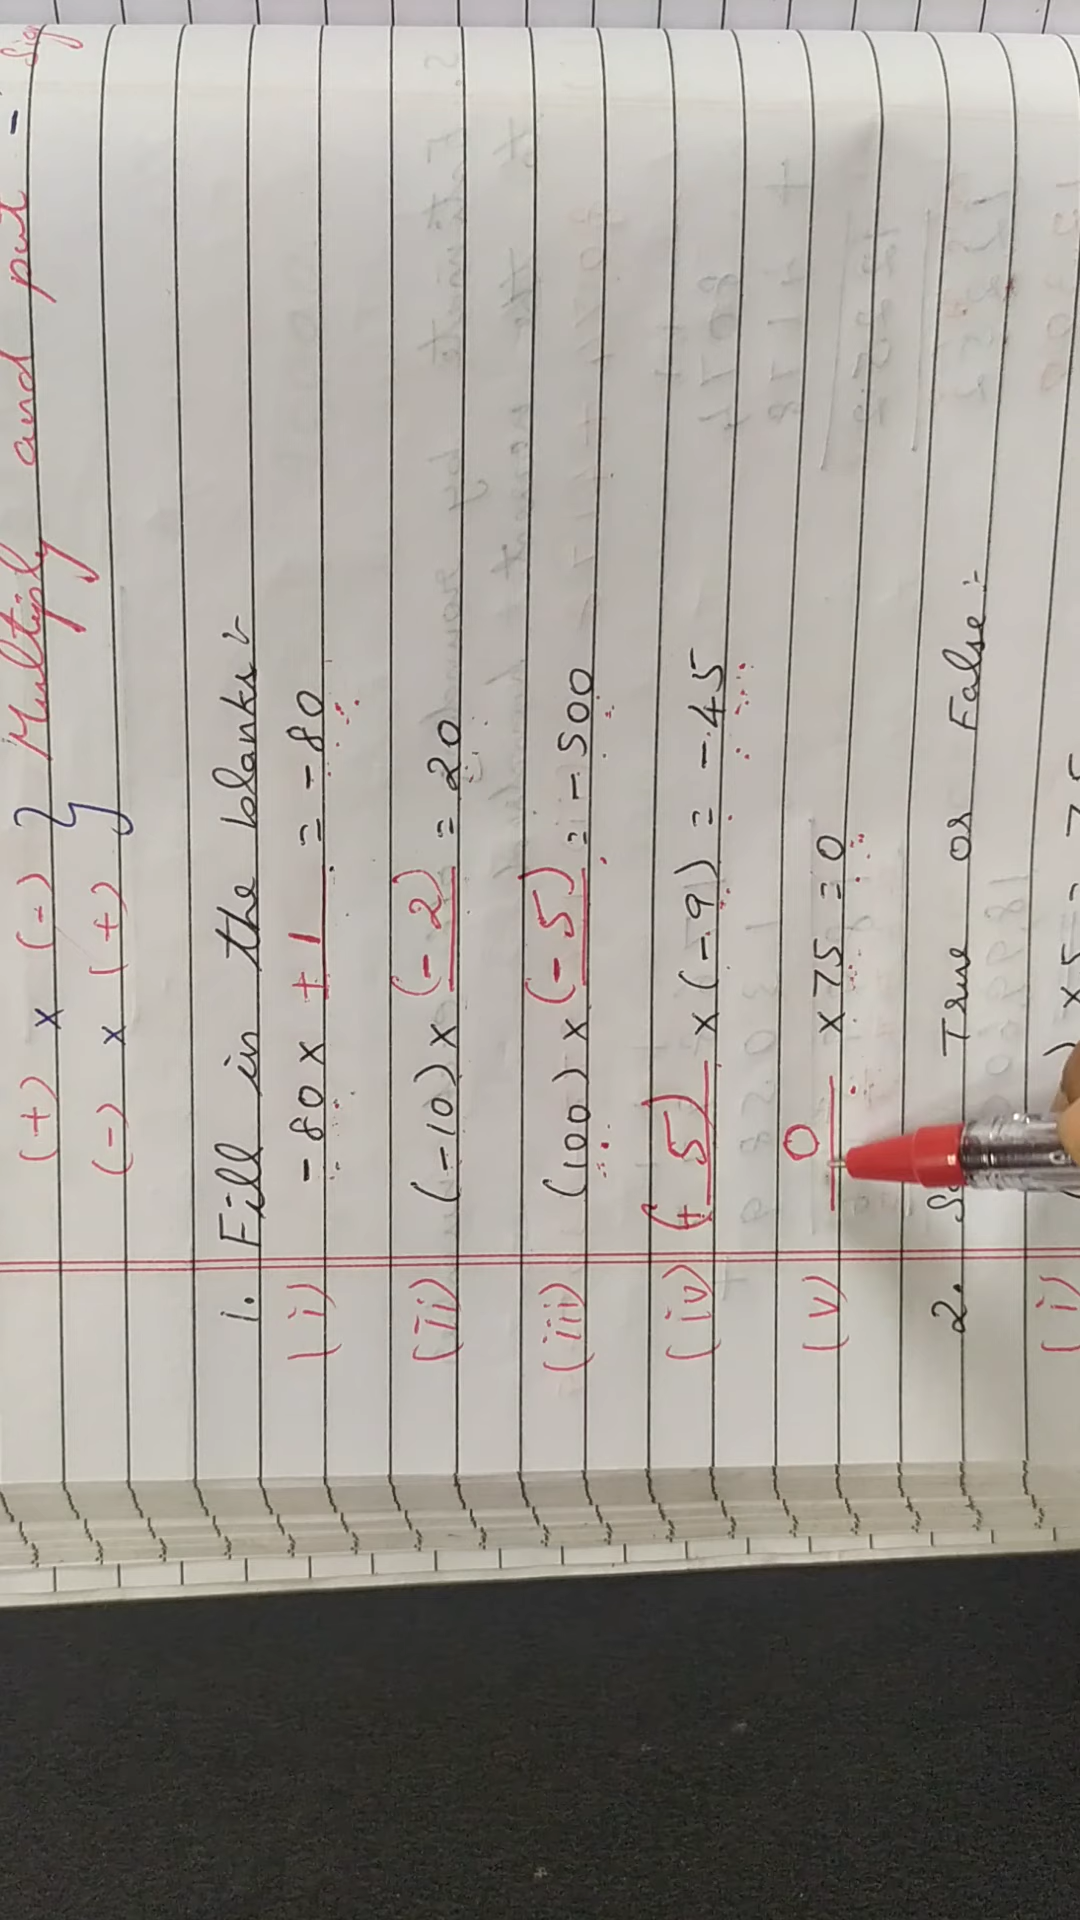 (+) × (-) } Multiply and put -
(-) × (+)
1. Fill in the blanks :-
(i) -80 × +1 = -80
(ii) (-10) × (-2) = 20
(iii) (100) × (-5) = -500
(iv) (+5) × (-9) = -45
(v) 0 × 75 = 0
2. True or False :-
(i)